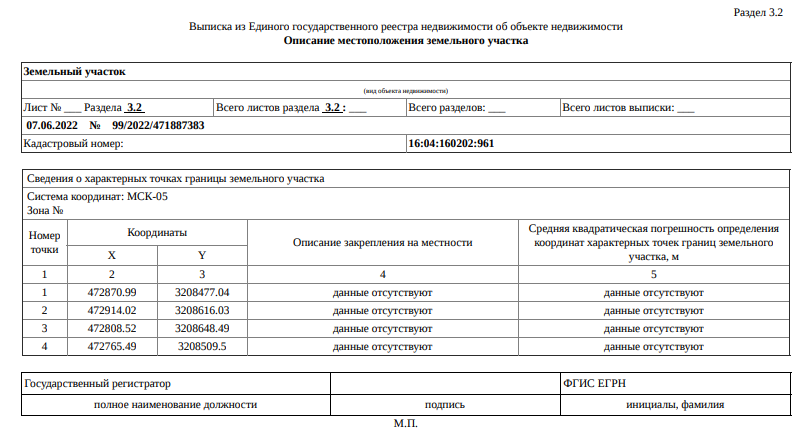 Раздел 3.2
Выписка из Единого государственного реестра недвижимости об объекте недвижимости
Описание местоположения земельного участка
Земельный участок
(вид объекта недвижимости)
Лист № ___ Раздела 3.2 Всего листов раздела 3.2 : ___ Всего разделов: ___ Всего листов выписки: ___
07.06.2022 № 99/2022/471887383
Кадастровый номер: 16:04:160202:961
Сведения о характерных точках границы земельного участка
Система координат: МСК-05
Зона №
Номер точки Координаты Описание закрепления на местности Средняя квадратическая погрешность определения координат характерных точек границ земельного участка, м
X Y
1 2 3 4 5
1 472870.99 3208477.04 данные отсутствуют данные отсутствуют
2 472914.02 3208616.03 данные отсутствуют данные отсутствуют
3 472808.52 3208648.49 данные отсутствуют данные отсутствуют
4 472765.49 3208509.5 данные отсутствуют данные отсутствуют
Государственный регистратор ФГИС ЕГРН
полное наименование должности подпись инициалы, фамилия
М.П.